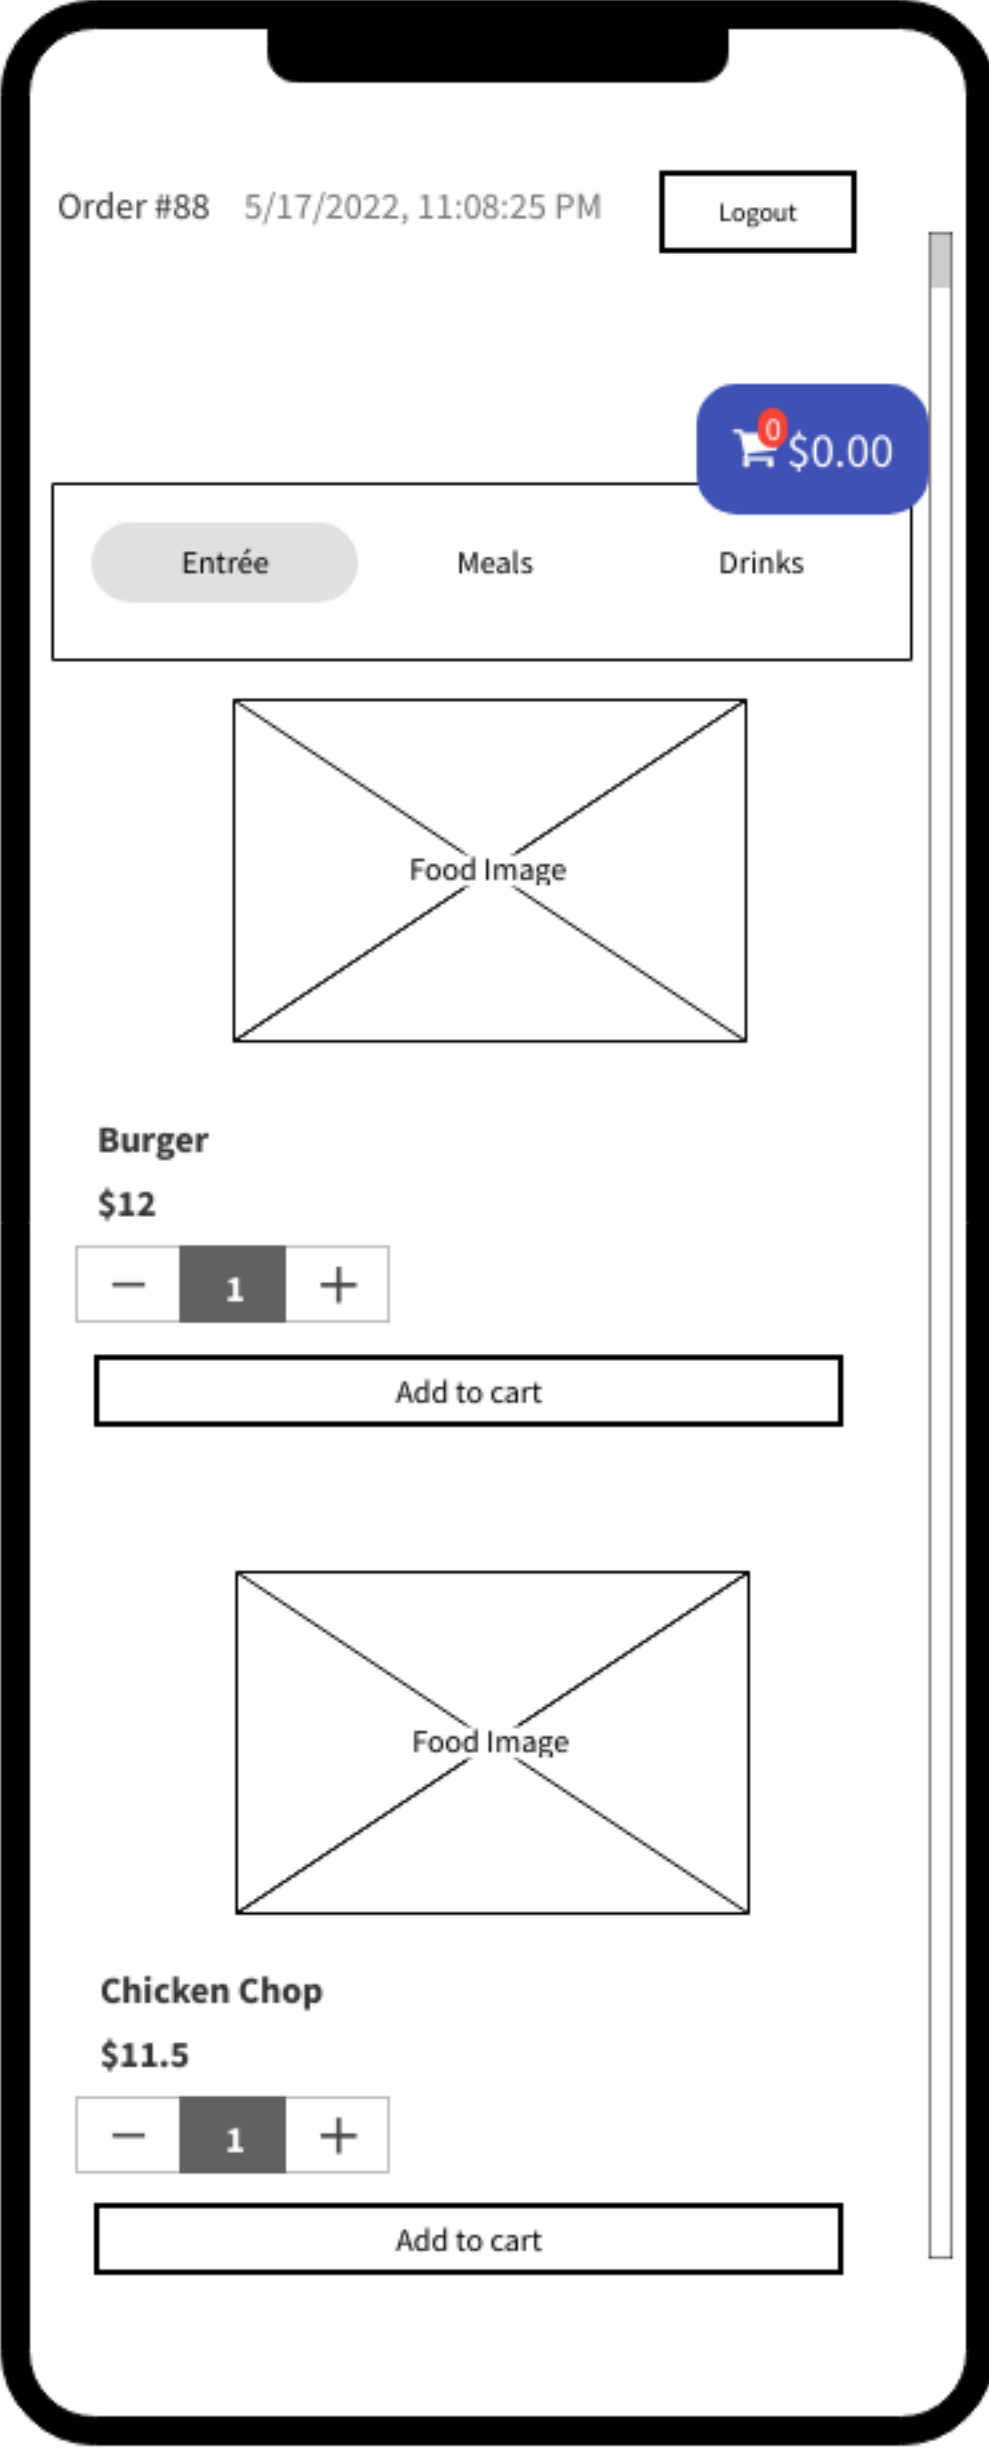 Order #88 5/17/2022, 11:08:25 PM Logout
0 $0.00
Entrée Meals Drinks
Food Image
Burger
$12
− 1 +
Add to cart
Food Image
Chicken Chop
$11.5
− 1 +
Add to cart